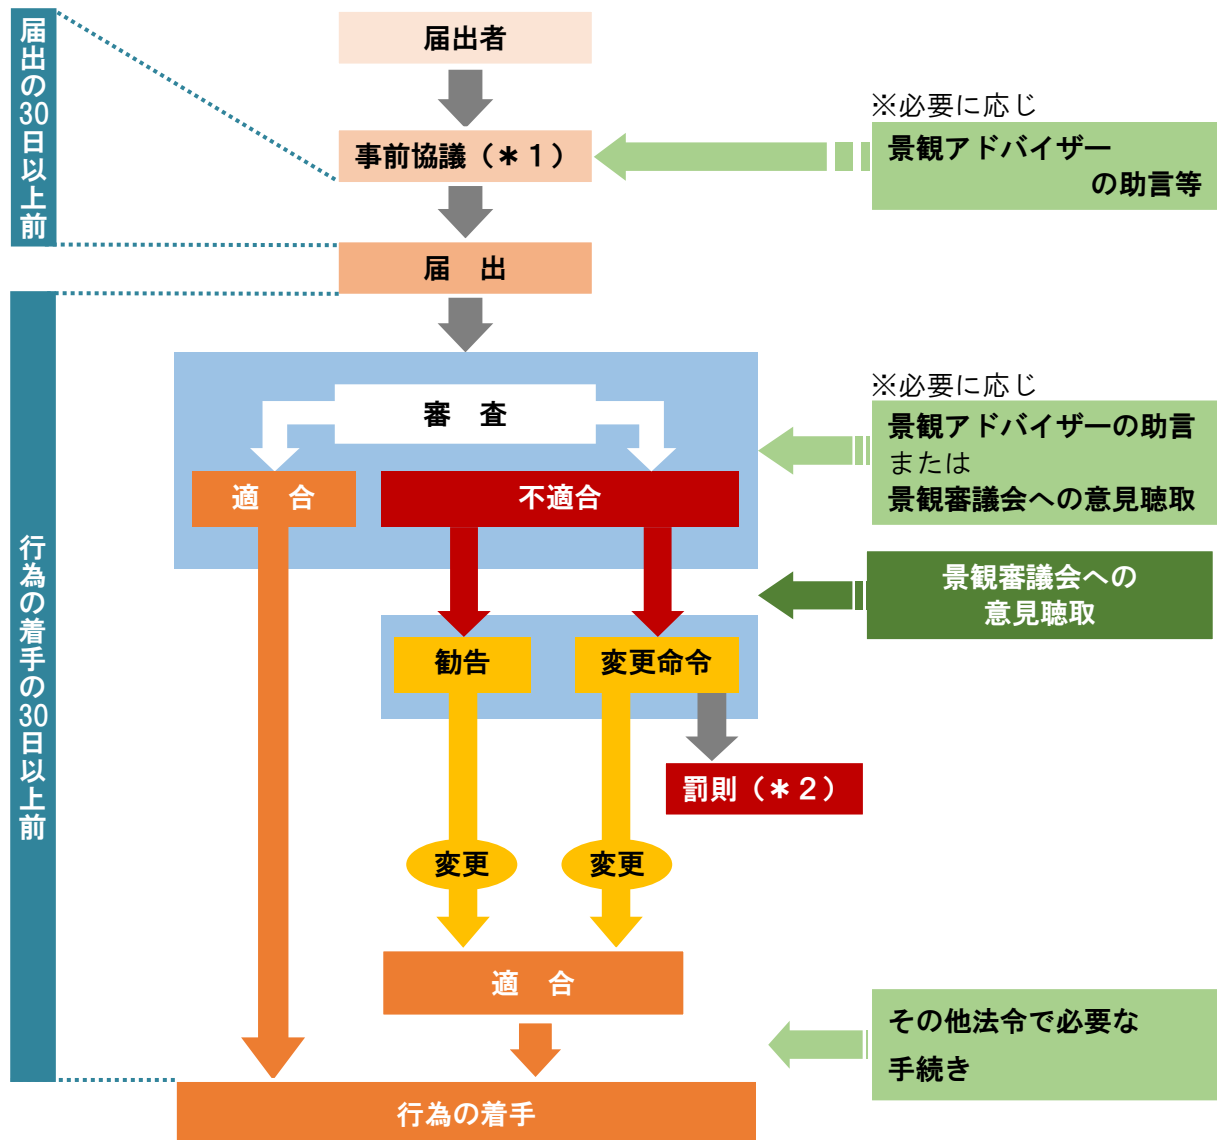 届出の30日以上前
届出者
※必要に応じ
事前協議（＊１）
景観アドバイザー
の助言等
届　出
行為の着手の30日以上前
※必要に応じ
審　査
景観アドバイザーの助言
または
景観審議会への意見聴取
適　合
不適合
景観審議会への
意見聴取
勧告
変更命令
罰則（＊２）
変更
変更
適　合
その他法令で必要な
手続き
行為の着手